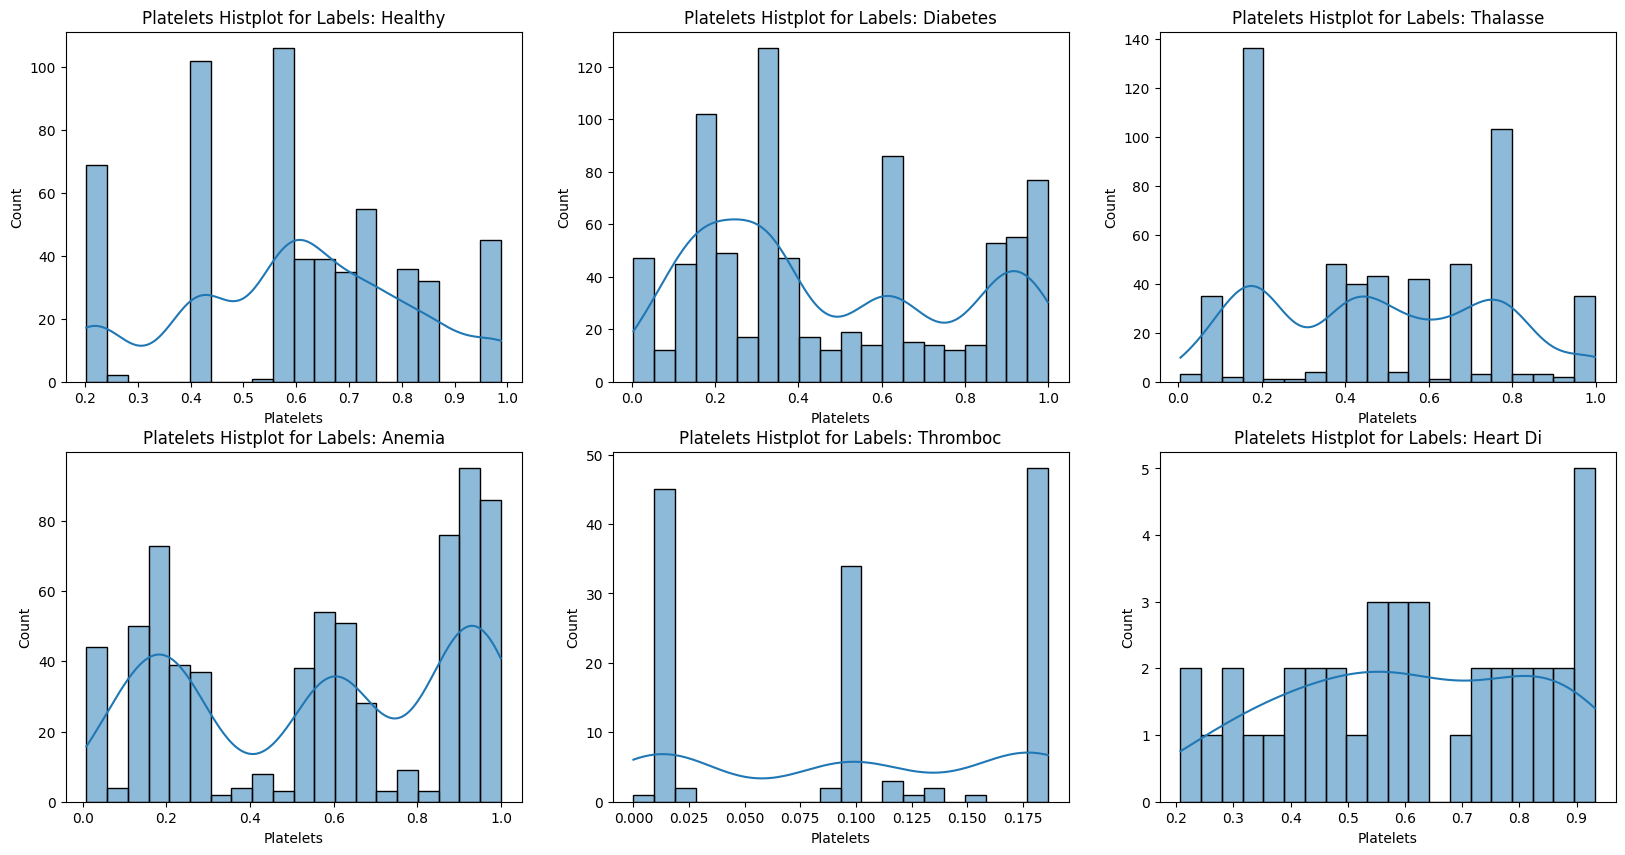 Platelets Histplot for Labels: Healthy
Count
100
80
60
40
20
0
0.2 0.3 0.4 0.5 0.6 0.7 0.8 0.9 1.0
Platelets
Platelets Histplot for Labels: Diabetes
Count
120
100
80
60
40
20
0
0.0 0.2 0.4 0.6 0.8 1.0
Platelets
Platelets Histplot for Labels: Thalasse
Count
140
120
100
80
60
40
20
0
0.0 0.2 0.4 0.6 0.8 1.0
Platelets
Platelets Histplot for Labels: Anemia
Count
80
60
40
20
0
0.0 0.2 0.4 0.6 0.8 1.0
Platelets
Platelets Histplot for Labels: Thromboc
Count
50
40
30
20
10
0
0.000 0.025 0.050 0.075 0.100 0.125 0.150 0.175
Platelets
Platelets Histplot for Labels: Heart Di
Count
5
4
3
2
1
0
0.2 0.3 0.4 0.5 0.6 0.7 0.8 0.9
Platelets